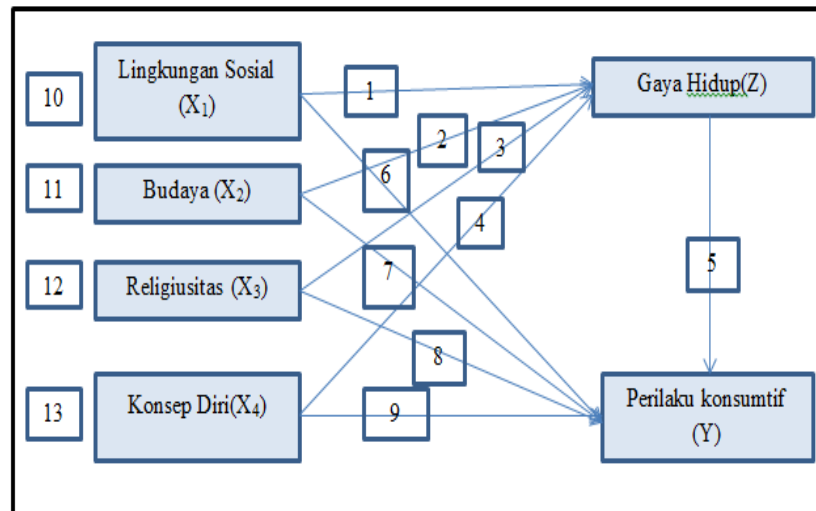 Lingkungan Sosial
(X₁)
10
1
Gaya Hidup(Z)
2
3
11
Budaya (X₂)
6
4
12
Religiusitas (X₃)
7
5
8
13
Konsep Diri(X₄)
9
Perilaku konsumtif
(Y)